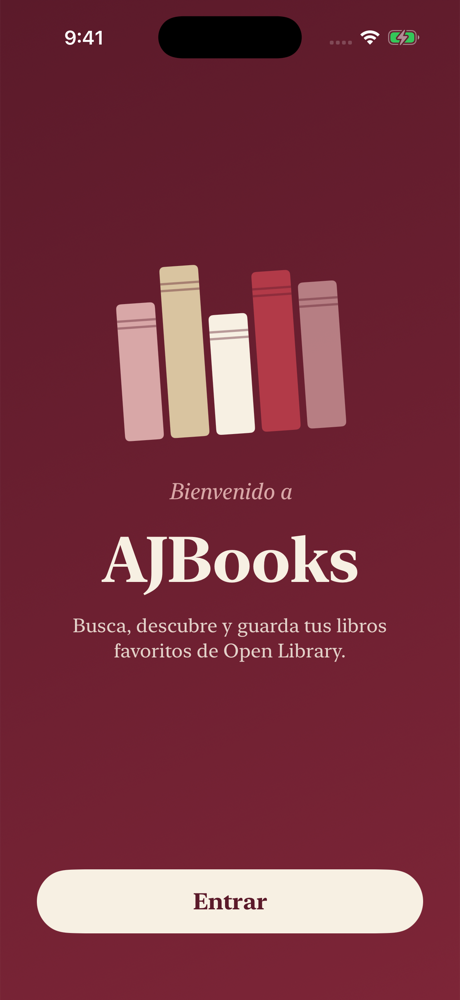 9:41
Bienvenido a
AJBooks
Busca, descubre y guarda tus libros
favoritos de Open Library.
Entrar